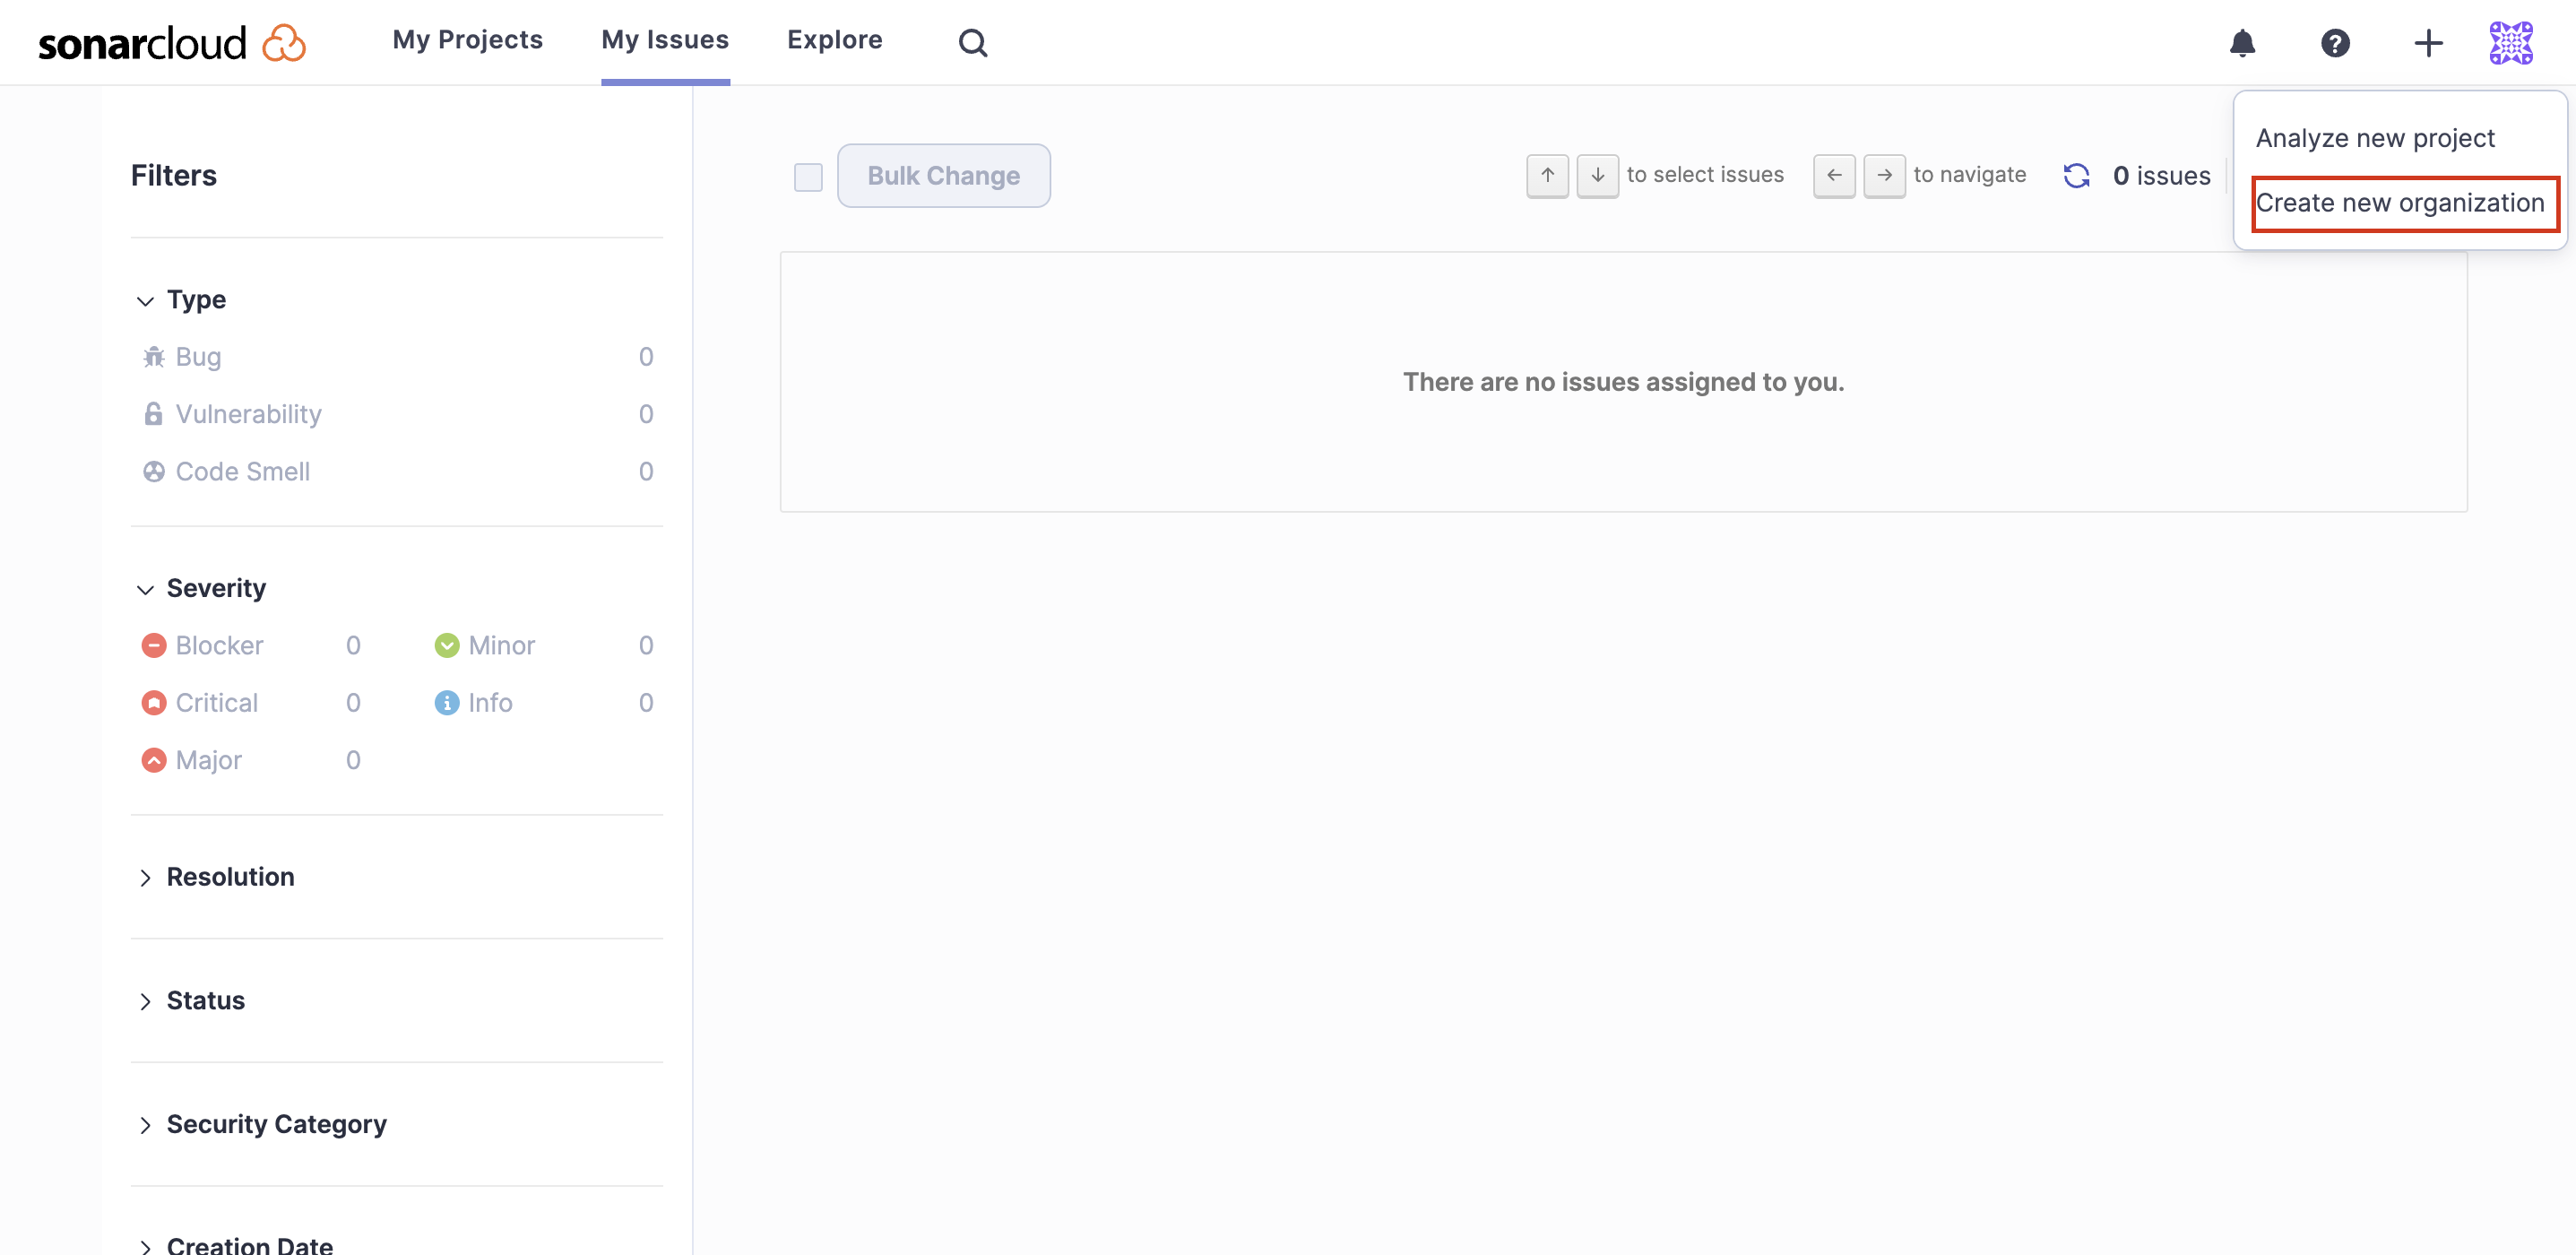 sonarcloud
My Projects
My Issues
Explore
Analyze new project
Create new organization
Filters
Bulk Change
to select issues
to navigate
0 issues
There are no issues assigned to you.
Type
Bug 0
Vulnerability 0
Code Smell 0
Severity
Blocker 0 Minor 0
Critical 0 Info 0
Major 0
Resolution
Status
Security Category
Creation Date